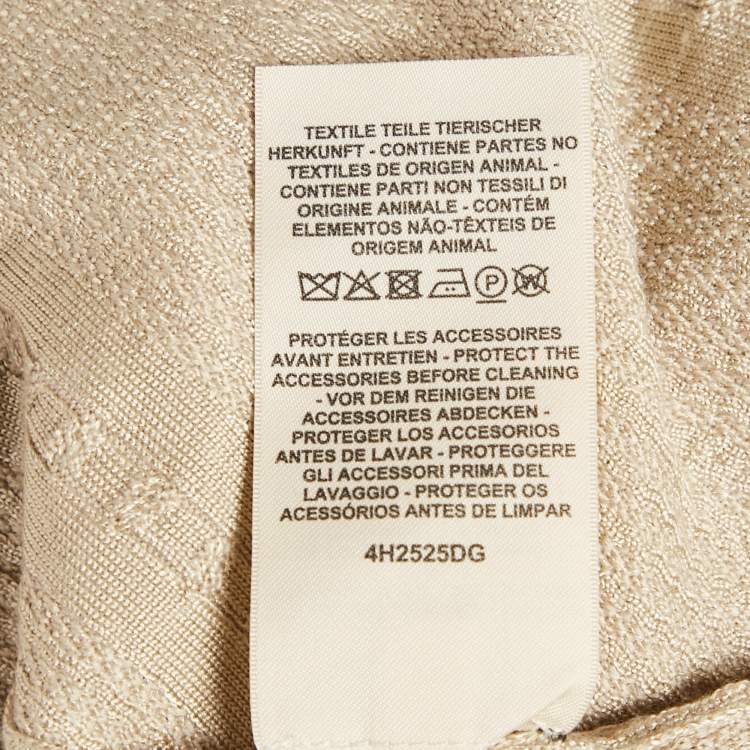 TEXTILE TEILE TIERISCHER
HERKUNFT - CONTIENE PARTES NO
TEXTILES DE ORIGEN ANIMAL -
CONTIENE PARTI NON TESSILI DI
ORIGINE ANIMALE - CONTÉM
ELEMENTOS NÃO-TÊXTEIS DE
ORIGEM ANIMAL
P W
PROTÉGER LES ACCESSOIRES
AVANT ENTRETIEN - PROTECT THE
ACCESSORIES BEFORE CLEANING
- VOR DEM REINIGEN DIE
ACCESSOIRES ABDECKEN -
PROTEGER LOS ACCESORIOS
ANTES DE LAVAR - PROTEGGERE
GLI ACCESSORI PRIMA DEL
LAVAGGIO - PROTEGER OS
ACESSÓRIOS ANTES DE LIMPAR
4H2525DG